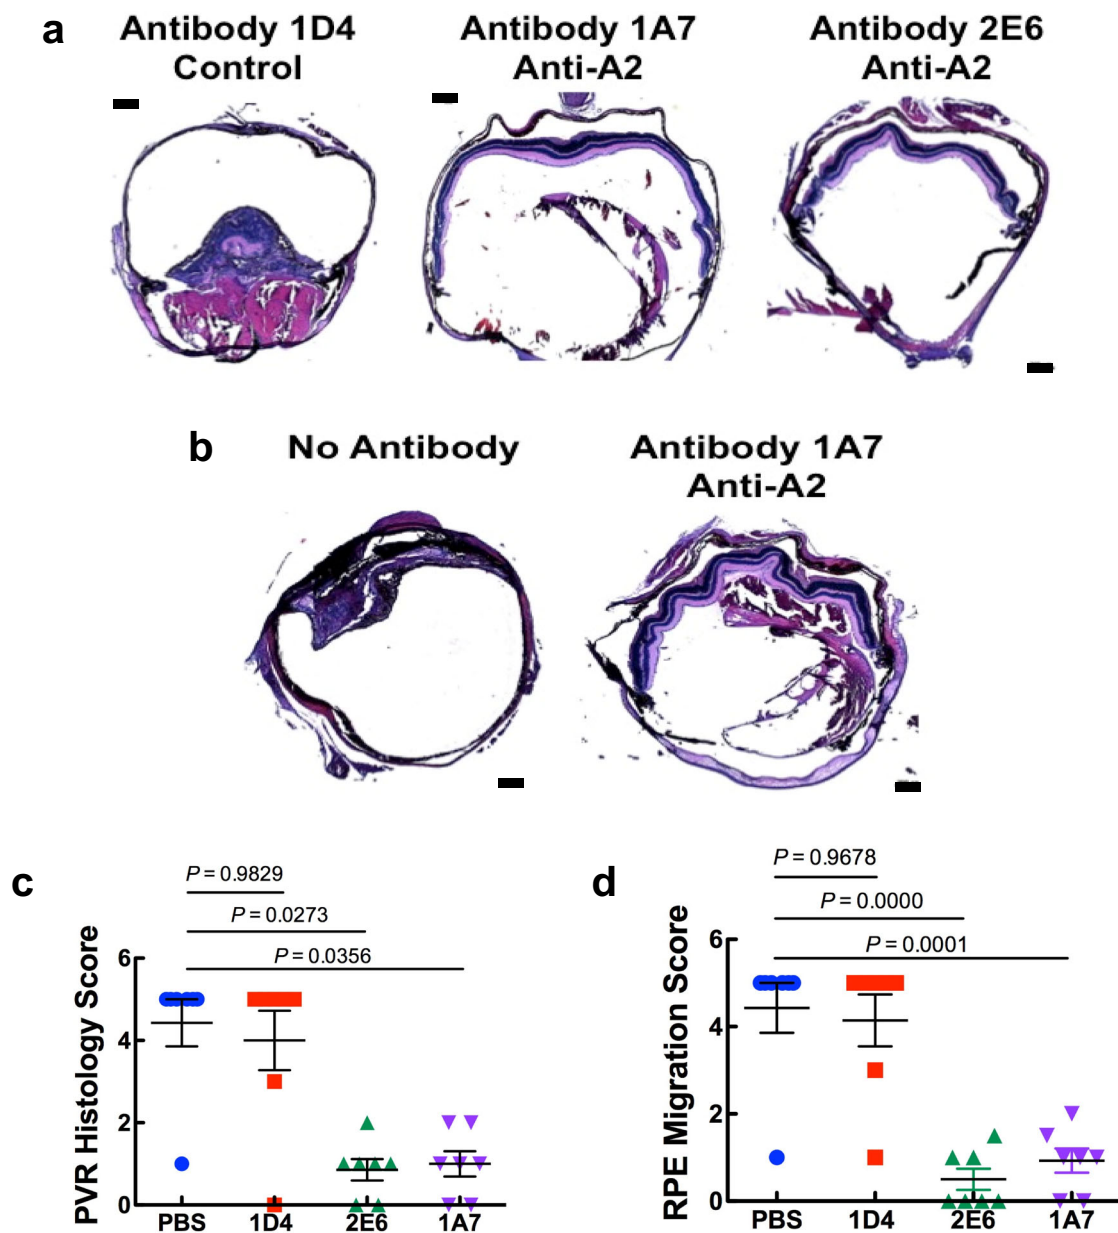 a
Antibody 1D4
Control
Antibody 1A7
Anti-A2
Antibody 2E6
Anti-A2
b
No Antibody
Antibody 1A7
Anti-A2
c
P = 0.9829
P = 0.0273
P = 0.0356
PVR Histology Score
6
4
2
0
PBS
1D4
2E6
1A7
d
P = 0.9678
P = 0.0000
P = 0.0001
RPE Migration Score
6
4
2
0
PBS
1D4
2E6
1A7